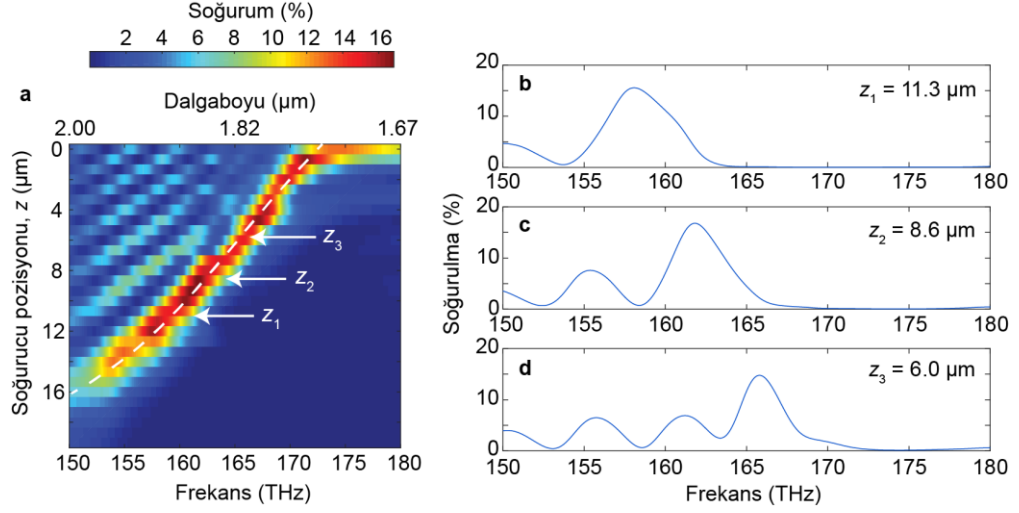 Soğurum (%)
2 4 6 8 10 12 14 16
a
Dalgaboyu (µm)
2.00 1.82 1.67
Soğurucu pozisyonu, z (µm)
0
4
8
12
16
z3
z2
z1
150 155 160 165 170 175 180
Frekans (THz)
Soğurulma (%)
b
z1 = 11.3 µm
20
10
0
150 155 160 165 170 175 180
c
z2 = 8.6 µm
20
10
0
150 155 160 165 170 175 180
d
z3 = 6.0 µm
20
10
0
150 155 160 165 170 175 180
Frekans (THz)